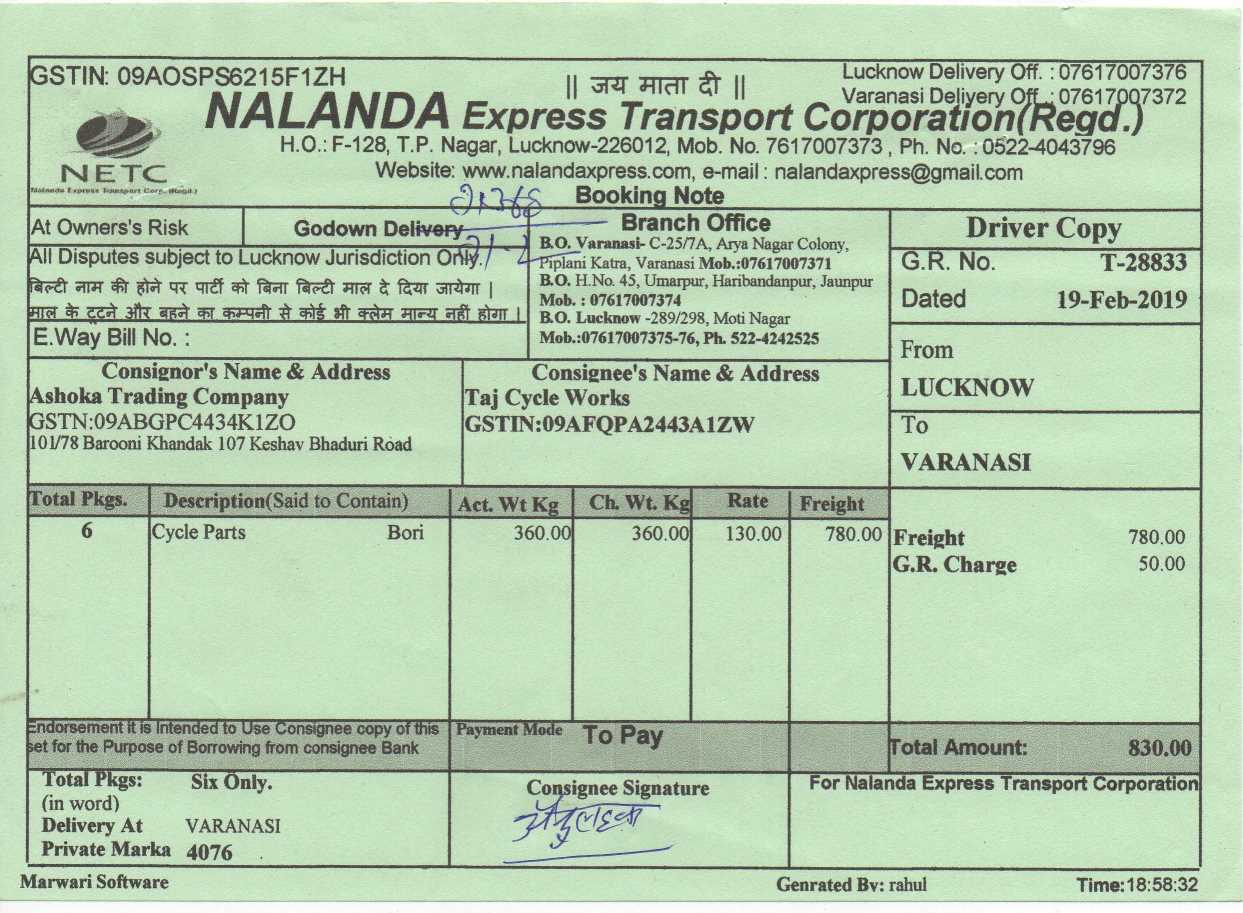 GSTIN: 09AOSPS6215F1ZH
|| जय माता दी ||
Lucknow Delivery Off. : 07617007376
Varanasi Delivery Off. : 07617007372
NALANDA Express Transport Corporation(Regd.)
NETC
Nalanda Express Transport Corp. (Regd.)
H.O.: F-128, T.P. Nagar, Lucknow-226012, Mob. No. 7617007373 , Ph. No. : 0522-4043796
Website: www.nalandaxpress.com, e-mail : nalandaxpress@gmail.com
Booking Note
At Owners's Risk
Godown Delivery
All Disputes subject to Lucknow Jurisdiction Only.
बिल्टी नाम की होने पर पार्टी को बिना बिल्टी माल दे दिया जायेगा |
माल के टूटने और बहने का कम्पनी से कोई भी क्लेम मान्य नहीं होगा |
E.Way Bill No. :
Branch Office
B.O. Varanasi- C-25/7A, Arya Nagar Colony,
Piplani Katra, Varanasi Mob.:07617007371
B.O. H.No. 45, Umarpur, Haribandanpur, Jaunpur
Mob. : 07617007374
B.O. Lucknow -289/298, Moti Nagar
Mob.:07617007375-76, Ph. 522-4242525
Driver Copy
G.R. No. T-28833
Dated 19-Feb-2019
From
LUCKNOW
To
VARANASI
Consignor's Name & Address
Ashoka Trading Company
GSTN:09ABGPC4434K1ZO
101/78 Barooni Khandak 107 Keshav Bhaduri Road
Consignee's Name & Address
Taj Cycle Works
GSTIN:09AFQPA2443A1ZW
Total Pkgs. Description(Said to Contain) Act. Wt Kg Ch. Wt. Kg Rate Freight
6 Cycle Parts Bori 360.00 360.00 130.00 780.00
Freight 780.00
G.R. Charge 50.00
Endorsement it is Intended to Use Consignee copy of this
set for the Purpose of Borrowing from consignee Bank
Payment Mode To Pay
Total Amount: 830.00
Total Pkgs: Six Only.
(in word)
Delivery At VARANASI
Private Marka 4076
Consignee Signature
For Nalanda Express Transport Corporation
Marwari Software
Genrated By: rahul
Time:18:58:32